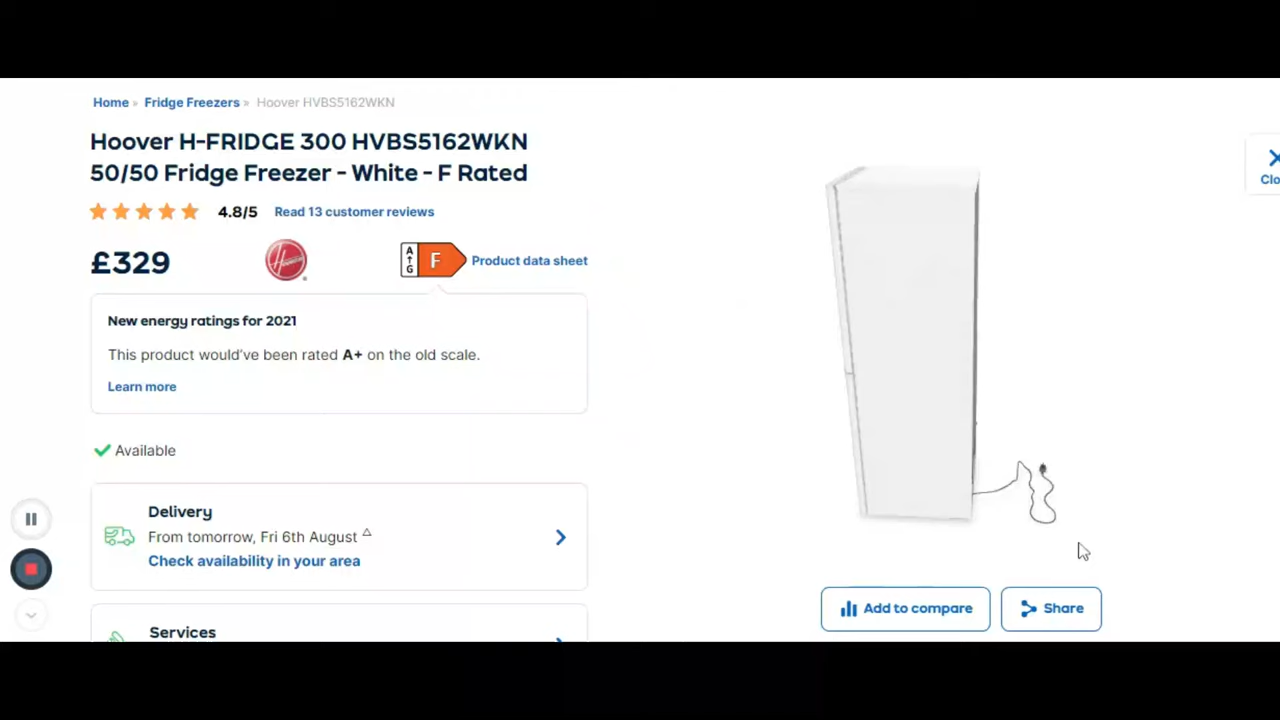 Home » Fridge Freezers » Hoover HVBS5162WKN
Hoover H-FRIDGE 300 HVBS5162WKN
50/50 Fridge Freezer - White - F Rated
4.8/5 Read 13 customer reviews
£329
Hoover
A
G
F
Product data sheet
New energy ratings for 2021
This product would've been rated A+ on the old scale.
Learn more
Available
Delivery
From tomorrow, Fri 6th August △
Check availability in your area
Services
Clo
Add to compare
Share